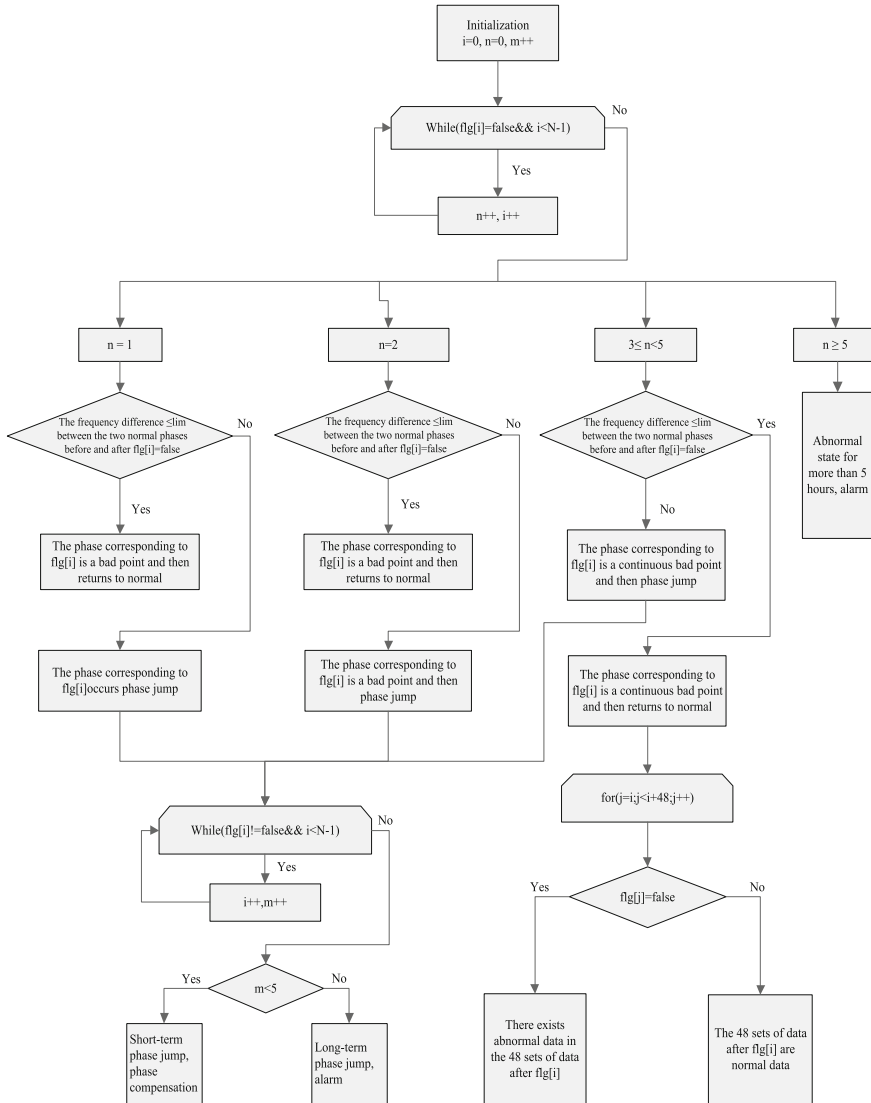 Initialization
i=0, n=0, m++
No
While(flg[i]=false&& i<N-1)
Yes
n++, i++
n = 1
n=2
3≤ n<5
n ≥ 5
The frequency difference ≤lim
between the two normal phases
before and after flg[i]=false
No
The frequency difference ≤lim
between the two normal phases
before and after flg[i]=false
No
The frequency difference ≤lim
between the two normal phases
before and after flg[i]=false
Yes
Abnormal
state for
more than 5
hours, alarm
Yes
Yes
No
The phase corresponding to
flg[i] is a bad point and then
returns to normal
The phase corresponding to
flg[i] is a bad point and then
returns to normal
The phase corresponding to
flg[i] is a continuous bad point
and then phase jump
The phase corresponding to
flg[i]occurs phase jump
The phase corresponding to
flg[i] is a bad point and then
phase jump
The phase corresponding to
flg[i] is a continuous bad point
and then returns to normal
for(j=i;j<i+48;j++)
While(flg[i]!=false&& i<N-1)
No
Yes
i++,m++
Yes
flg[j]=false
No
Yes
m<5
No
Short-term
phase jump,
phase
compensation
Long-term
phase jump,
alarm
There exists
abnormal data in
the 48 sets of data
after flg[i]
The 48 sets of data
after flg[i] are
normal data